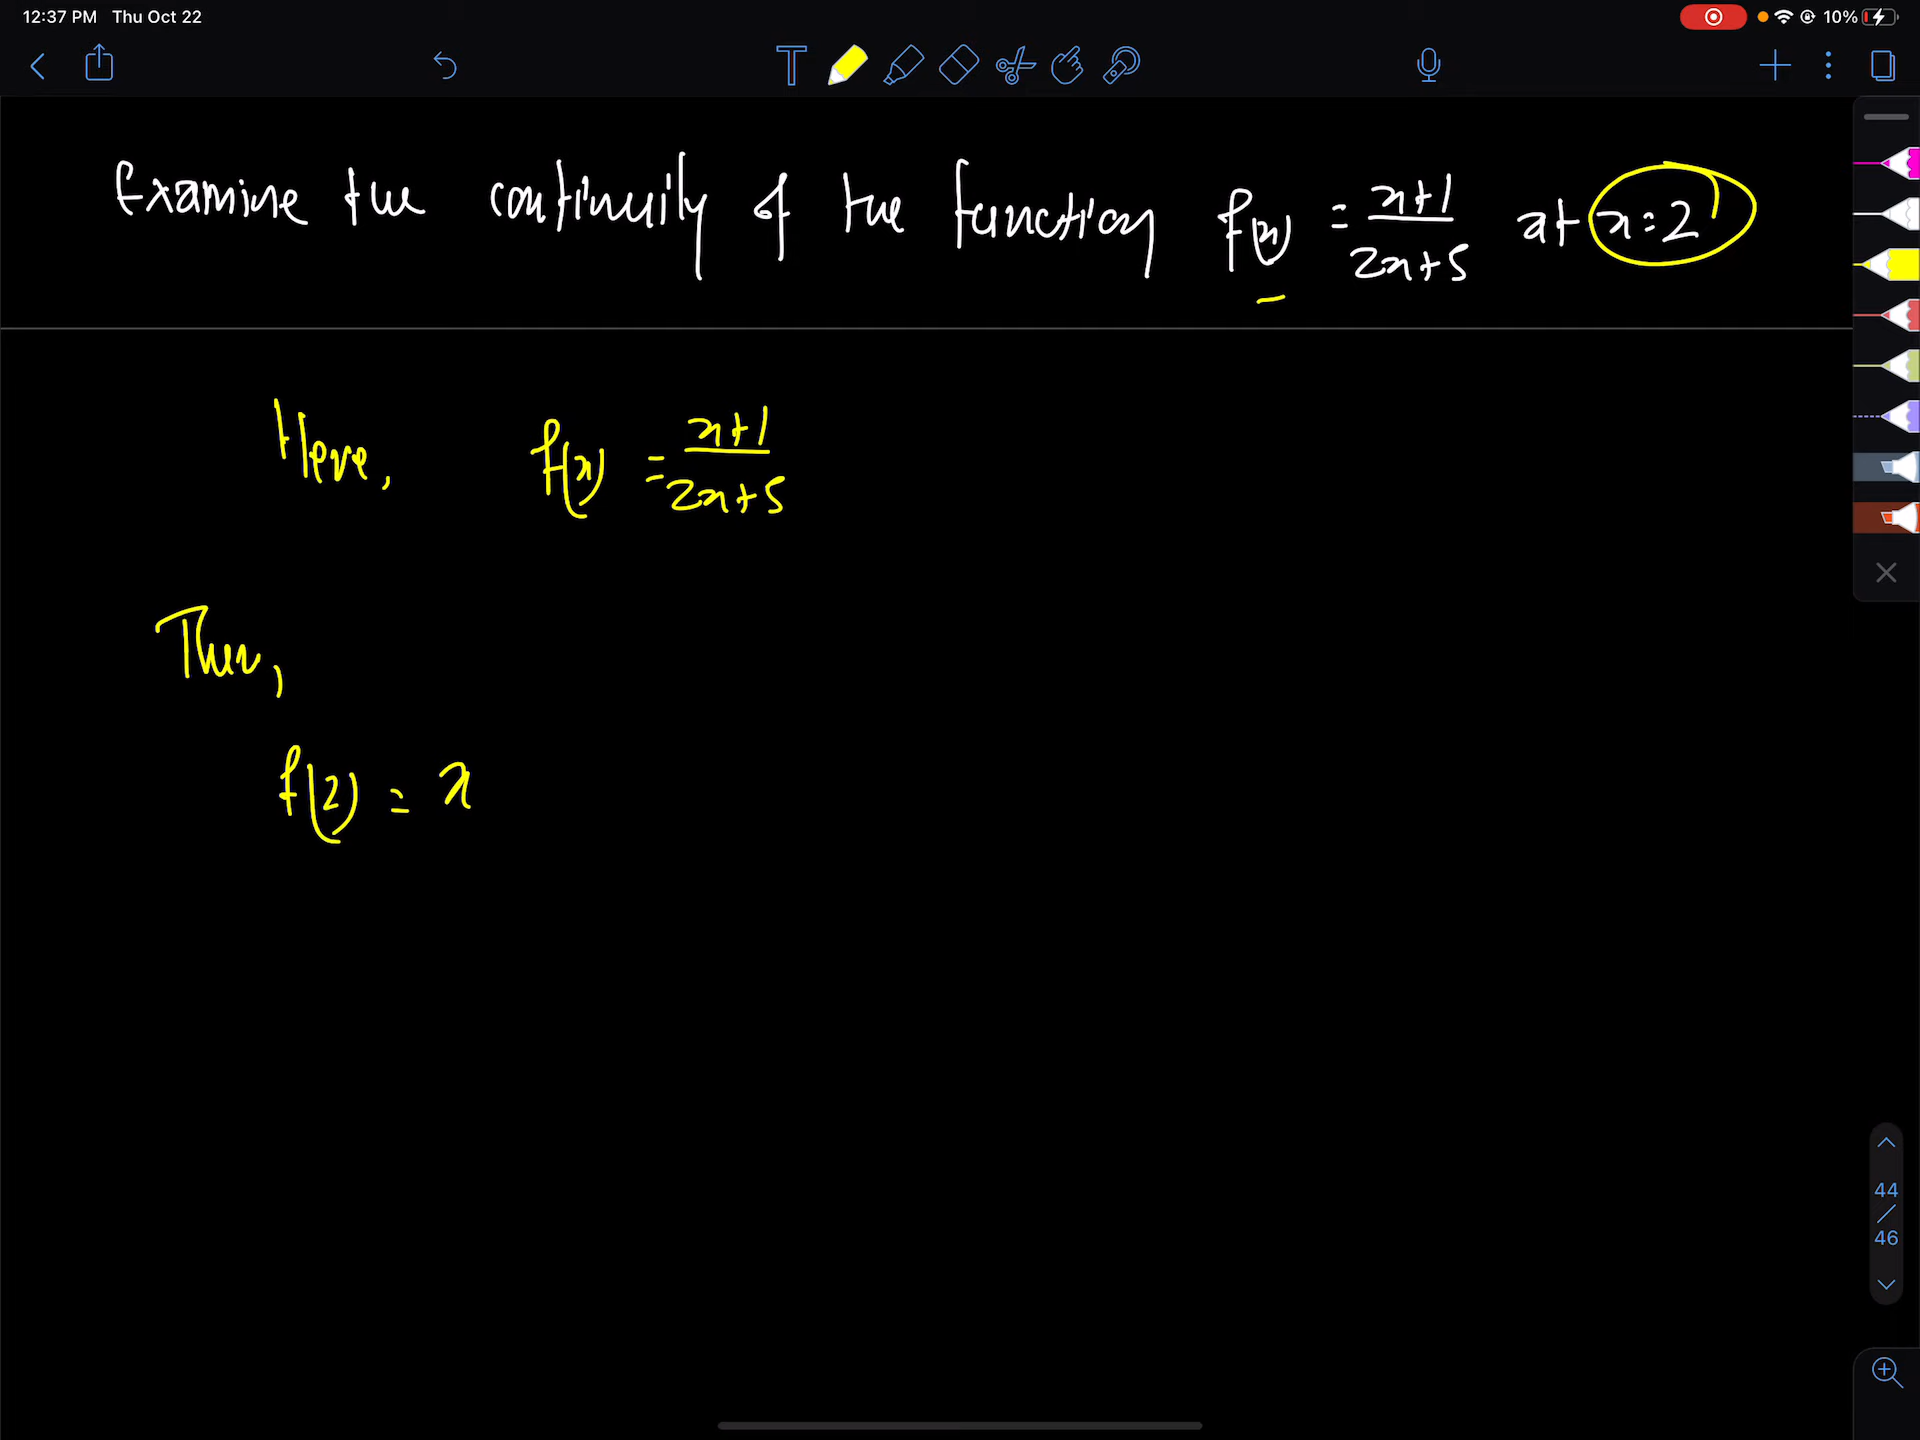 12:37 PM Thu Oct 22
10%
Examine the continuity of the function f(x) = x+1 / 2x+5 at x=2
Here, f(x) = x+1 / 2x+5
Then,
f(2) = x
44
/
46